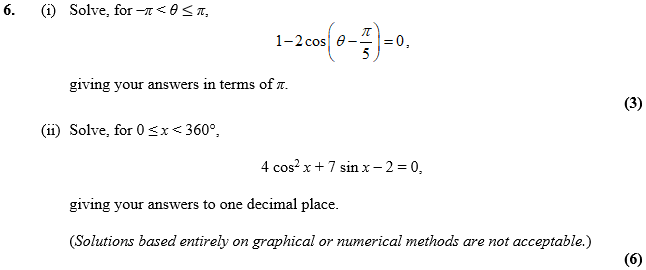 6. (i) Solve, for −π < θ ≤ π,
1 − 2 cos(θ − π/5) = 0,
giving your answers in terms of π.
(3)
(ii) Solve, for 0 ≤ x < 360°,
4 cos² x + 7 sin x − 2 = 0,
giving your answers to one decimal place.
(Solutions based entirely on graphical or numerical methods are not acceptable.)
(6)